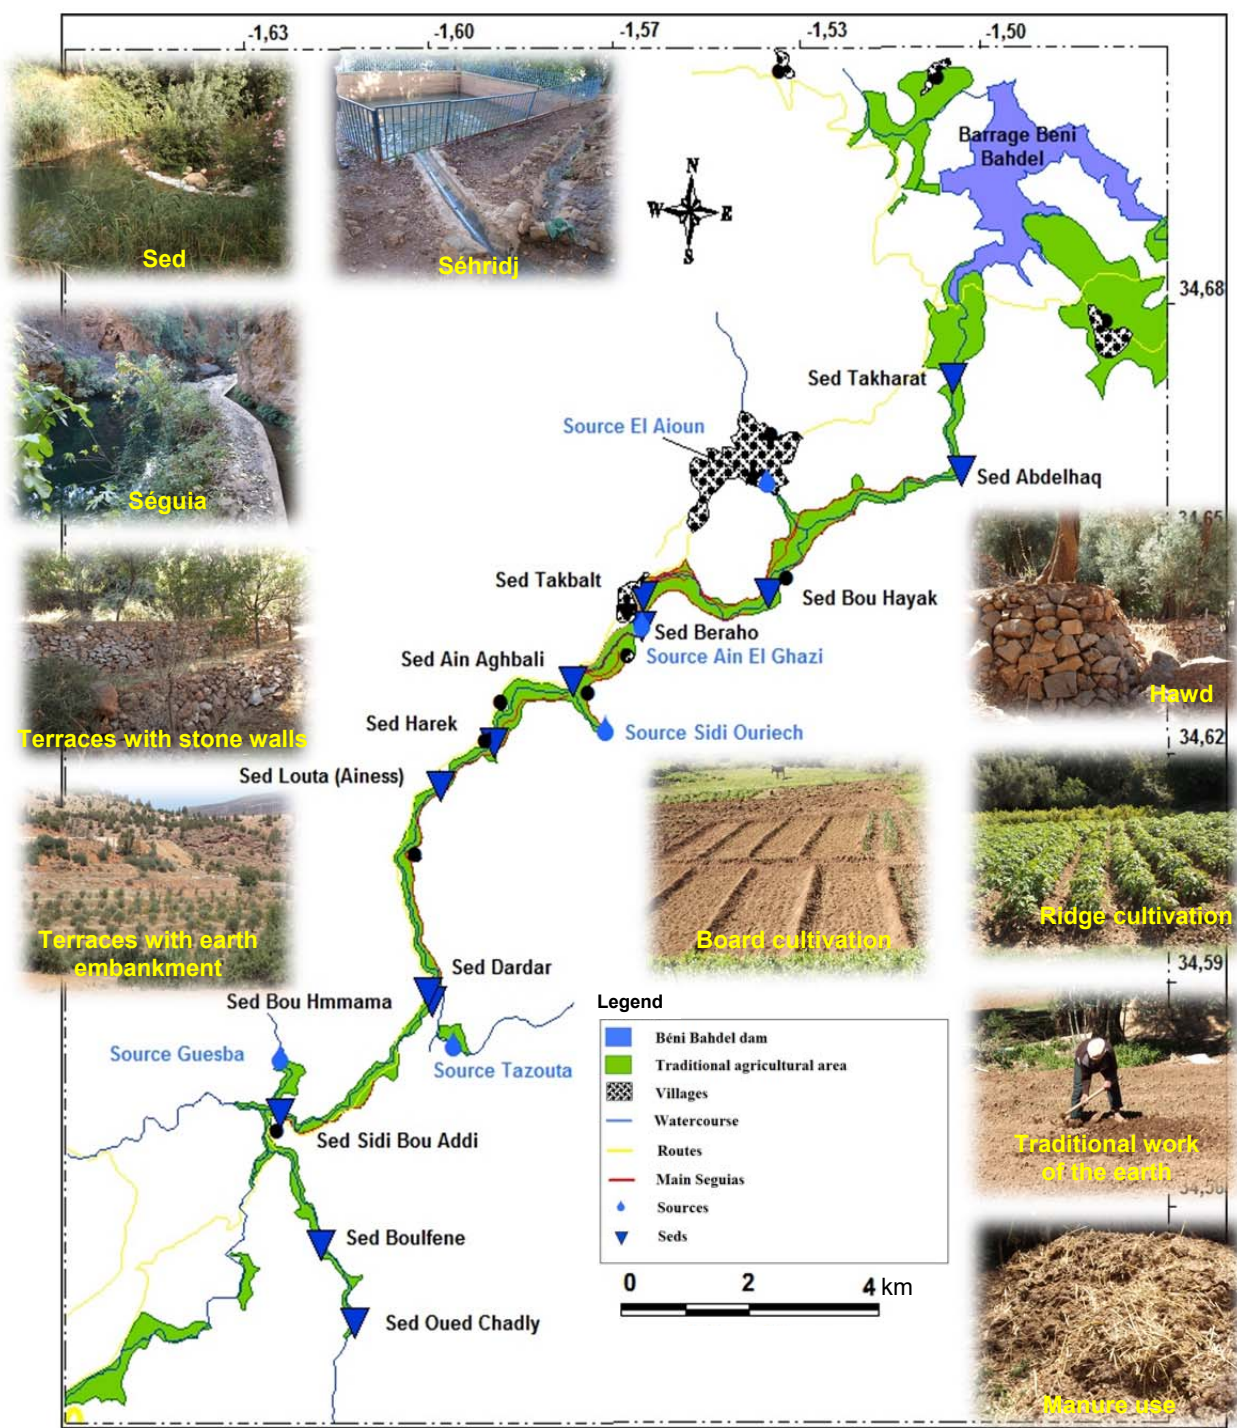 -1,63
-1,60
-1,57
-1,53
-1,50
Barrage Beni
Bahdel
N
W
E
S
Sed
Séhridj
34,68
Sed Takharat
Source El Aioun
Séguia
Sed Abdelhaq
34,65
Sed Takbalt
Sed Bou Hayak
Sed Beraho
Sed Ain Aghbali
Source Ain El Ghazi
Hawd
Sed Harek
Source Sidi Ouriech
Terraces with stone walls
34,62
Sed Louta (Ainess)
Ridge cultivation
Board cultivation
Terraces with earth
embankment
Sed Dardar
34,59
Sed Bou Hmmama
Legend
Béni Bahdel dam
Traditional agricultural area
Villages
Watercourse
Routes
Main Seguias
Sources
Seds
Source Guesba
Source Tazouta
Sed Sidi Bou Addi
Traditional work
of the earth
34,56
Sed Boulfene
0 2 4 km
Sed Oued Chadly
Manure use